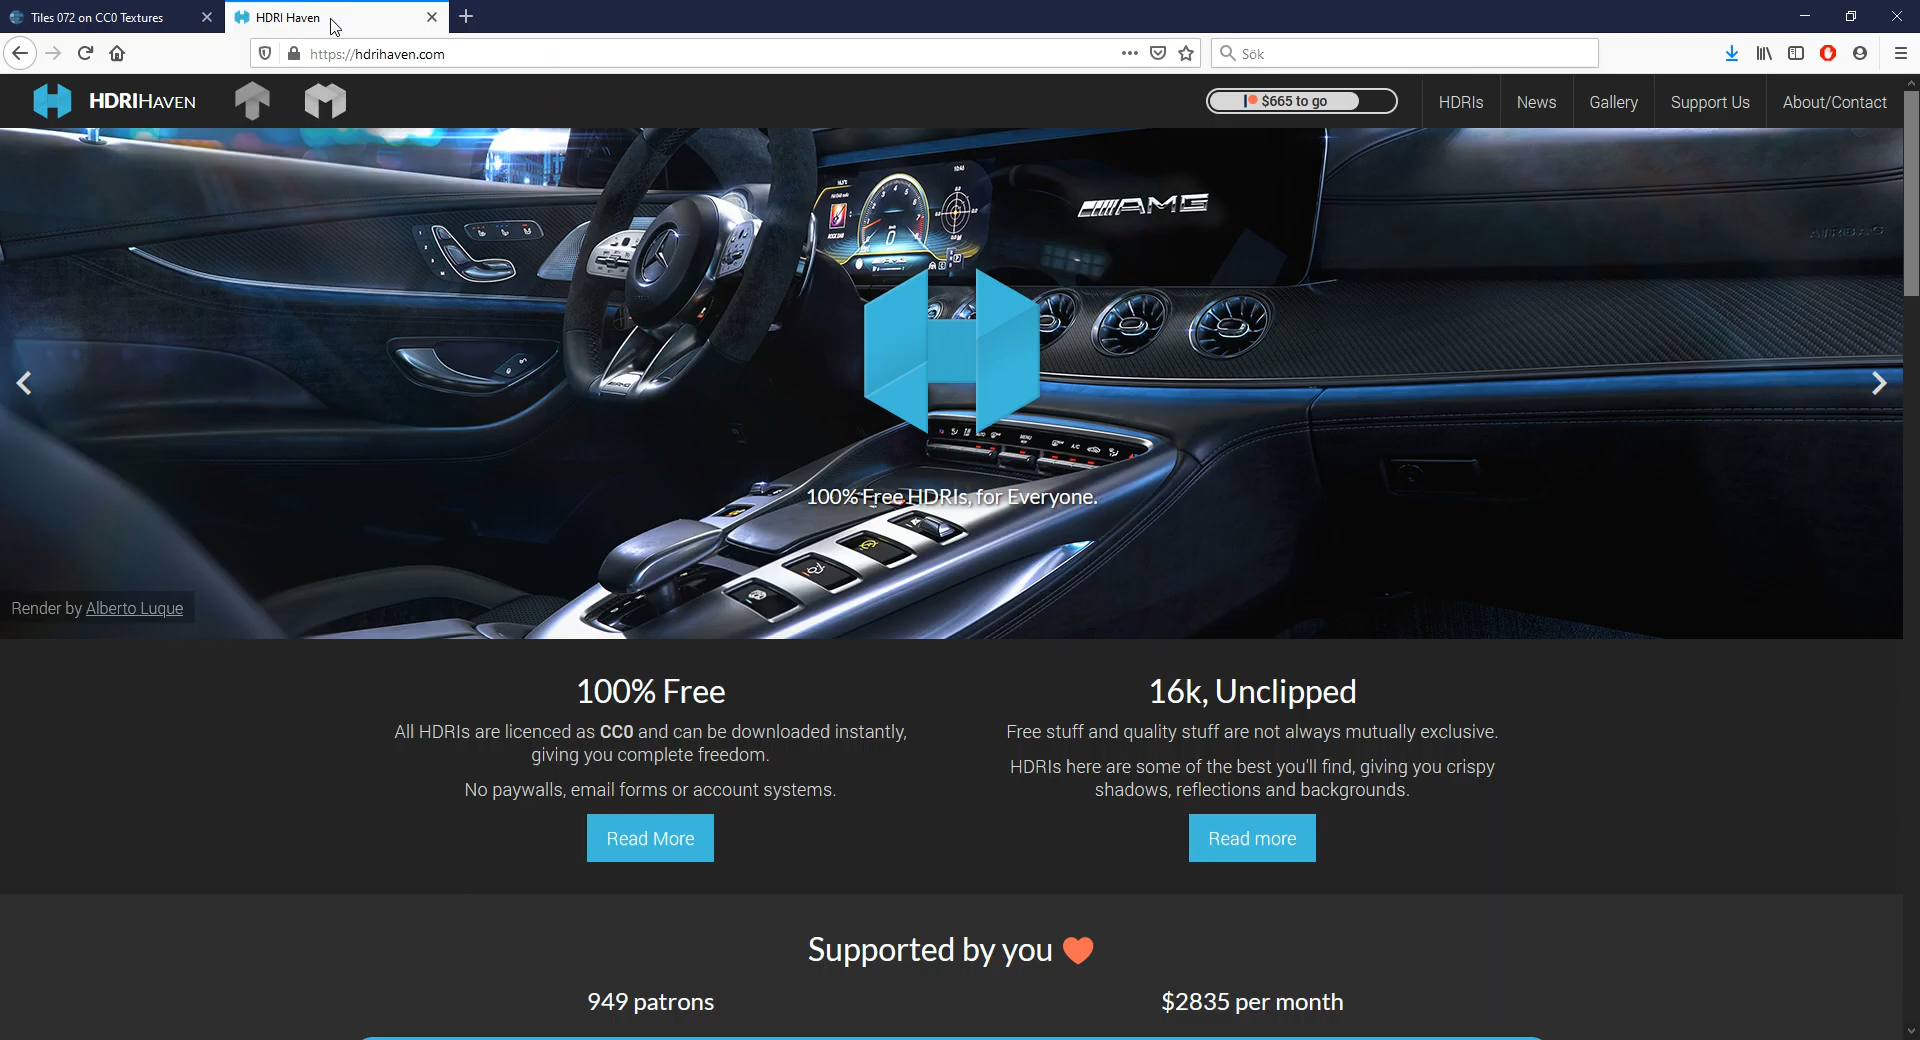 Tiles 072 on CC0 Textures
HDRI Haven
https://hdrihaven.com
Sök
HDRIHAVEN
$665 to go
HDRIs
News
Gallery
Support Us
About/Contact
AMG
AIRBAG
100% Free HDRIs, for Everyone.
Render by Alberto Luque
100% Free
All HDRIs are licenced as CC0 and can be downloaded instantly,
giving you complete freedom.
No paywalls, email forms or account systems.
Read More
16k, Unclipped
Free stuff and quality stuff are not always mutually exclusive.
HDRIs here are some of the best you'll find, giving you crispy
shadows, reflections and backgrounds.
Read more
Supported by you
949 patrons
$2835 per month